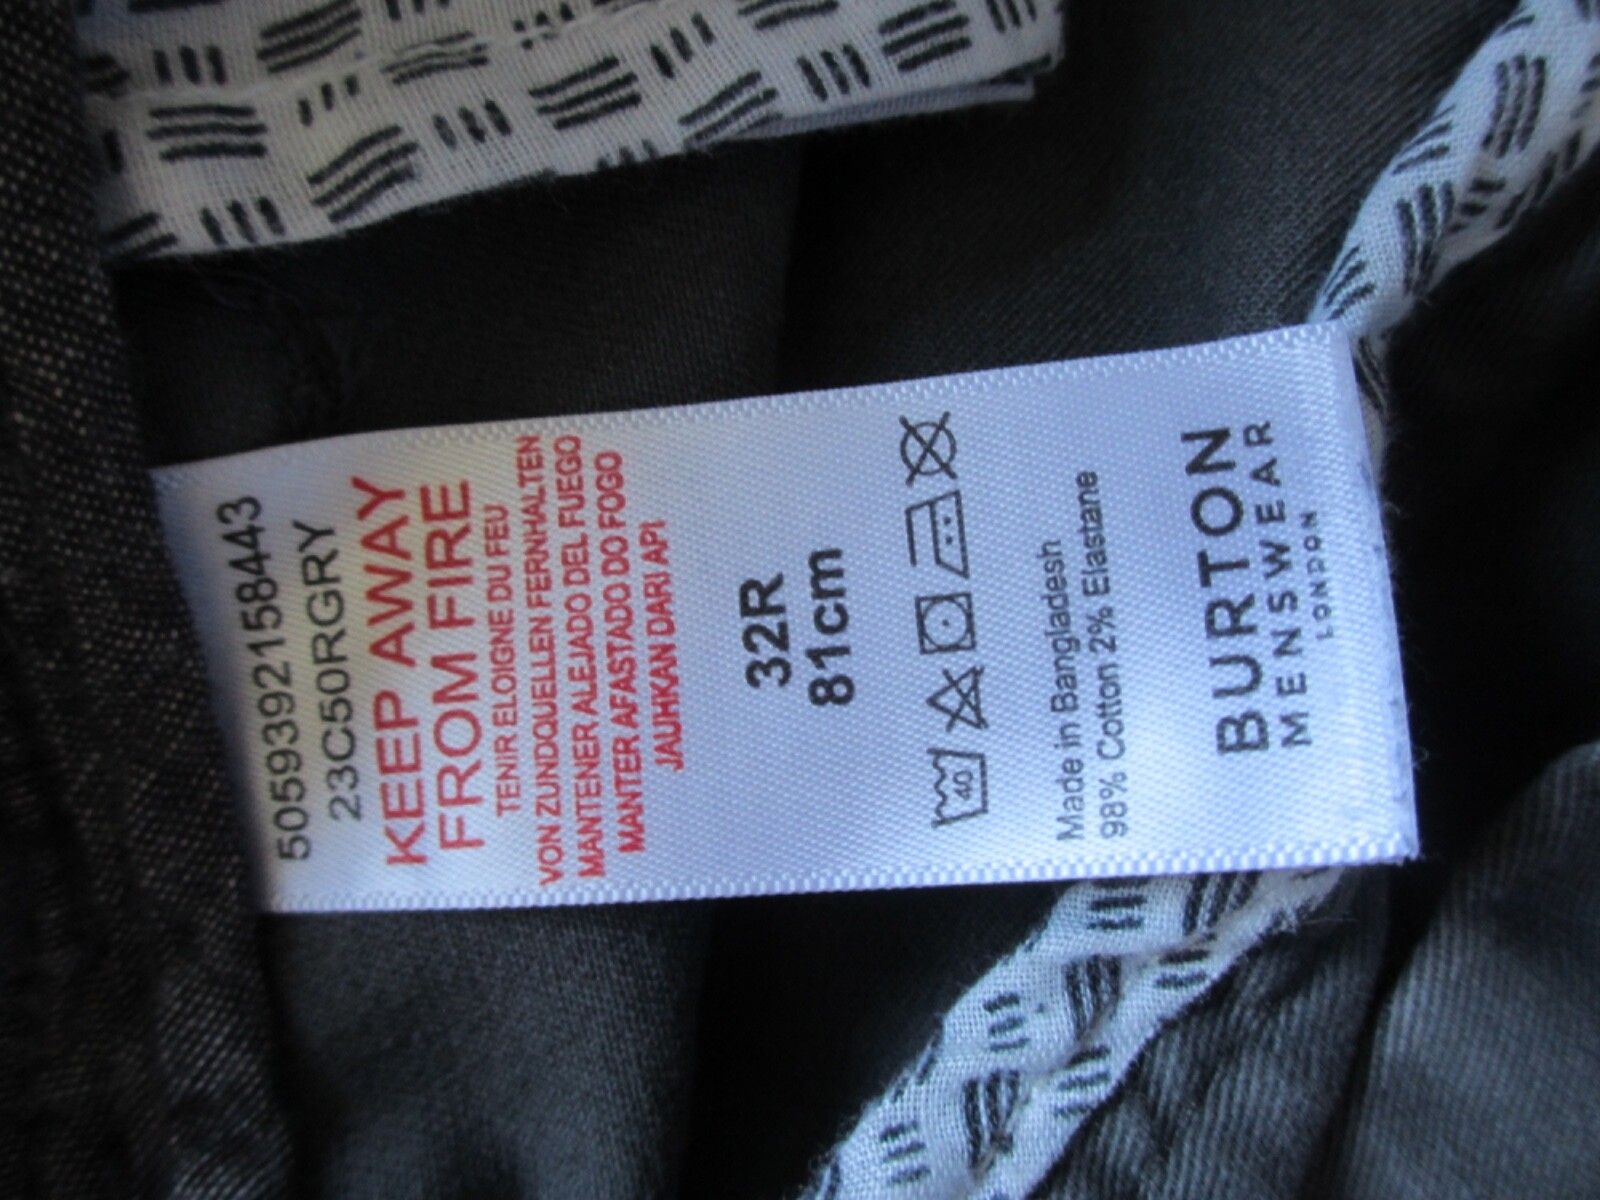 5059392158443
23C50RGRY
KEEP AWAY
FROM FIRE
TENIR ELOIGNE DU FEU
VON ZUNDQUELLEN FERNHALTEN
MANTENER ALEJADO DEL FUEGO
MANTER AFASTADO DO FOGO
JAUHKAN DARI API
32R
81cm
40
Made in Bangladesh
98% Cotton 2% Elastane
BURTON
MENSWEAR
LONDON